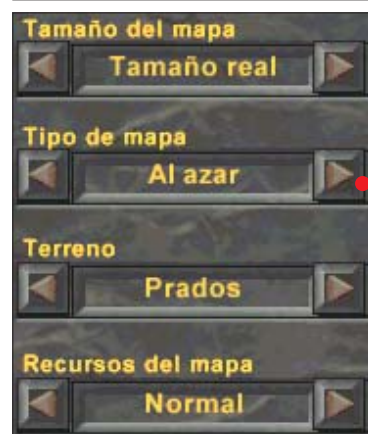 Tamaño del mapa
Tamaño real
Tipo de mapa
Al azar
Terreno
Prados
Recursos del mapa
Normal